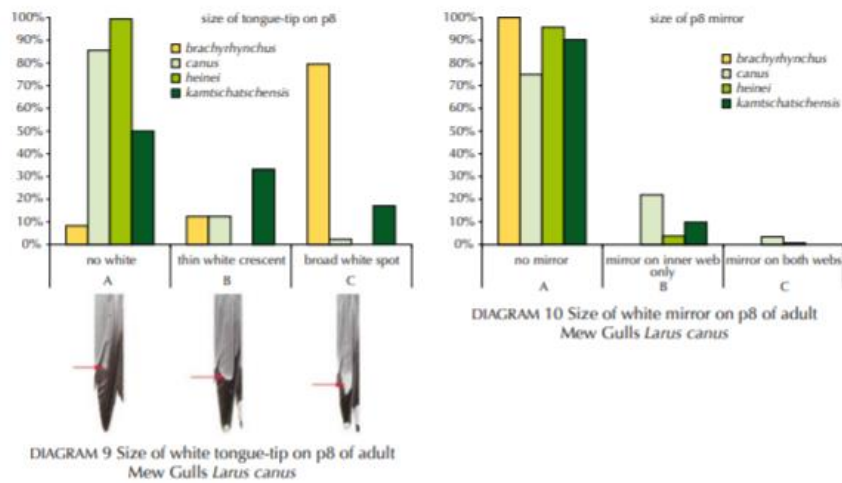 size of tongue-tip on p8
100%
90%
80%
70%
60%
50%
40%
30%
20%
10%
0%
brachyrhynchus
canus
heinei
kamtschatschensis
no white
thin white crescent
broad white spot
A
B
C
DIAGRAM 9 Size of white tongue-tip on p8 of adult
Mew Gulls Larus canus
size of p8 mirror
100%
90%
80%
70%
60%
50%
40%
30%
20%
10%
0%
brachyrhynchus
canus
heinei
kamtschatschensis
no mirror
mirror on inner web
only
mirror on both webs
A
B
C
DIAGRAM 10 Size of white mirror on p8 of adult
Mew Gulls Larus canus